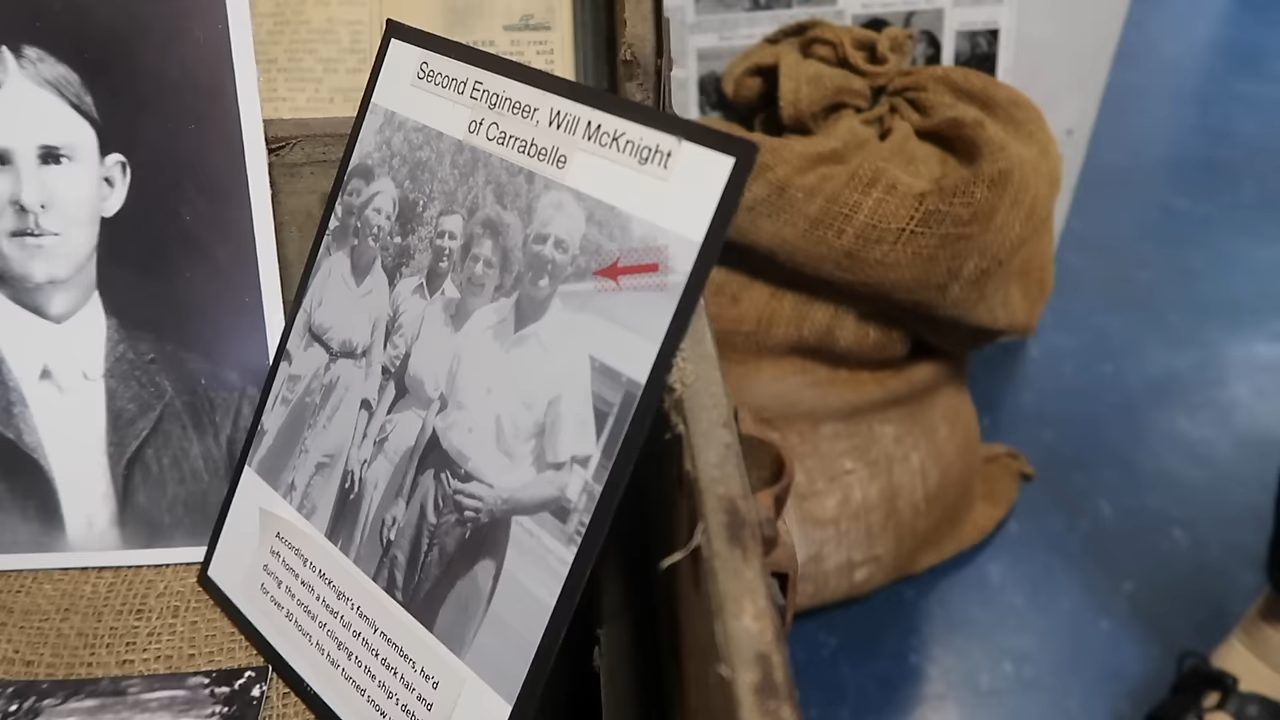 Second Engineer, Will McKnight
of Carrabelle
According to McKnight's family members, he'd
left home with a head full of thick dark hair and
during the ordeal of clinging to the ship's
for over 30 hours, his hair turned snow